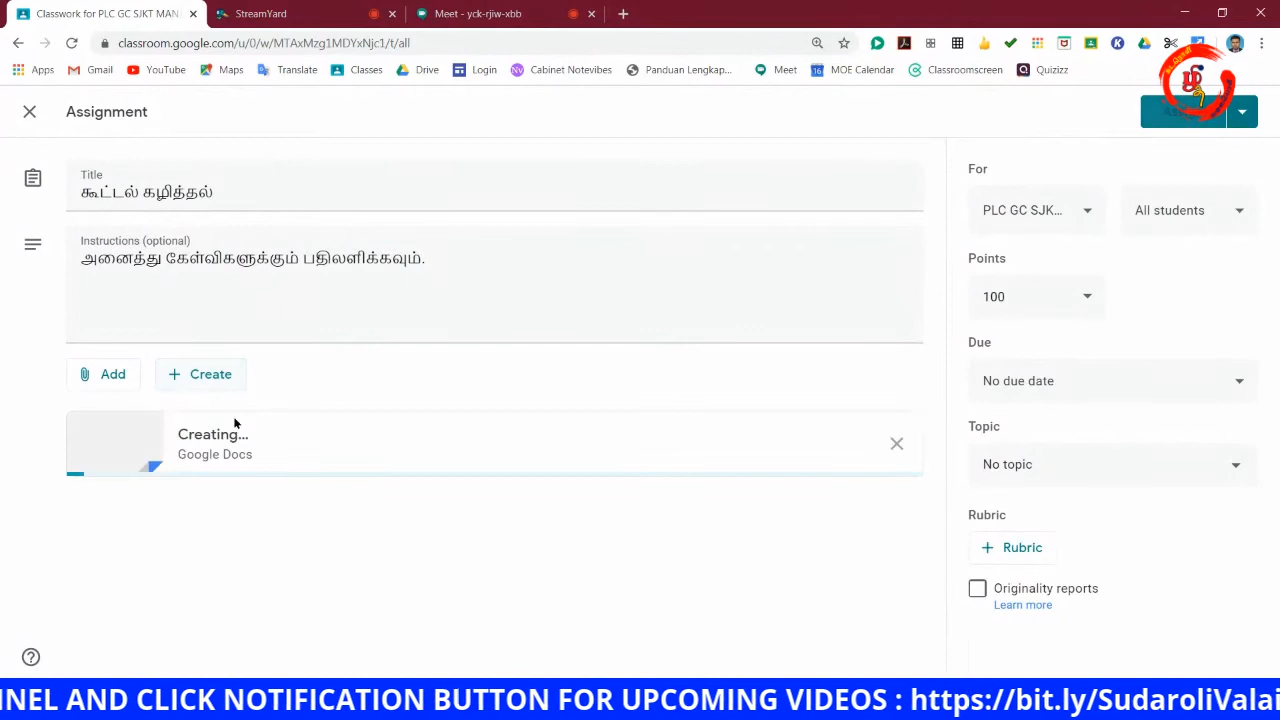 Classwork for PLC GC SJKT MAN
StreamYard
Meet - yck-rjiw-xbb
classroom.google.com/u/0/w/MTAxMzg1MDYvNjc1/t/all
Apps Gmail YouTube Maps Translate Classes Drive Login Cabinet Notevibes Panduan Lengkap... Meet MOE Calendar Classroomscreen Quizizz
Assignment
Title
கூட்டல் கழித்தல்
Instructions (optional)
அனைத்து கேள்விகளுக்கும் பதிலளிக்கவும்.
Add
Create
Creating...
Google Docs
For
PLC GC SJK...
All students
Points
100
Due
No due date
Topic
No topic
Rubric
Rubric
Originality reports
Learn more
NEL AND CLICK NOTIFICATION BUTTON FOR UPCOMING VIDEOS : https://bit.ly/SudaroliValai